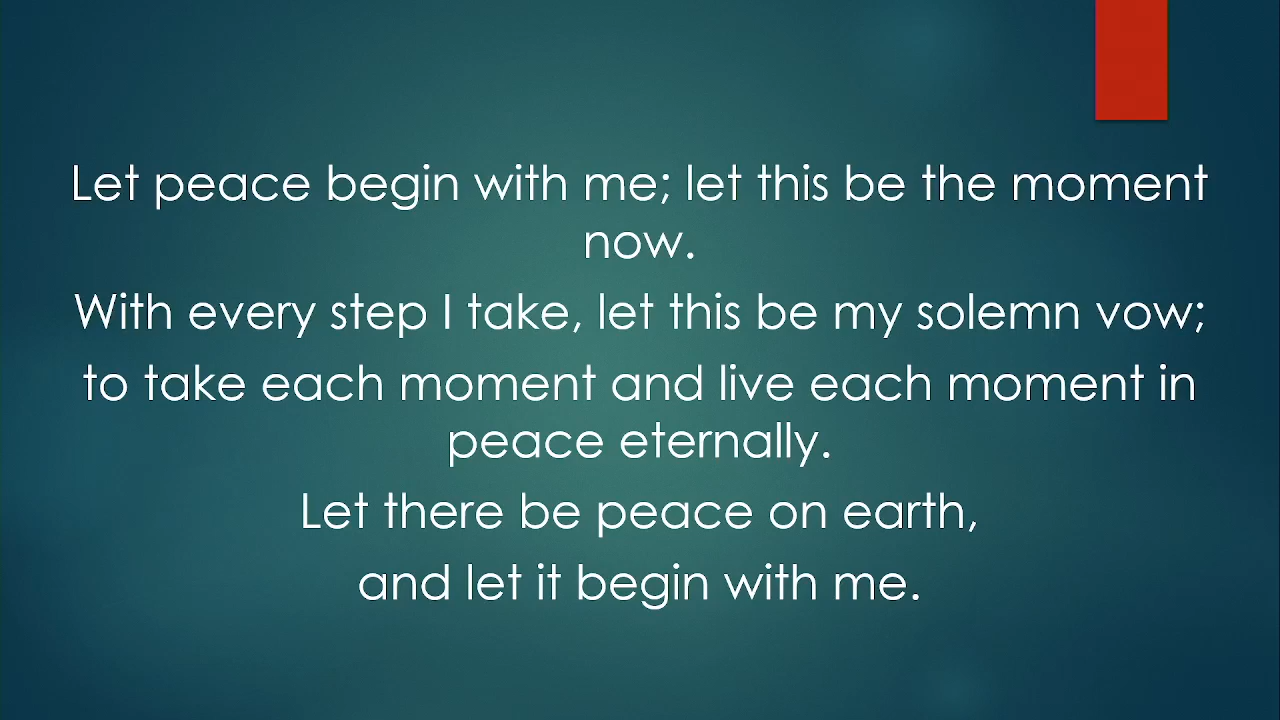 Let peace begin with me; let this be the moment
now.
With every step I take, let this be my solemn vow;
to take each moment and live each moment in
peace eternally.
Let there be peace on earth,
and let it begin with me.